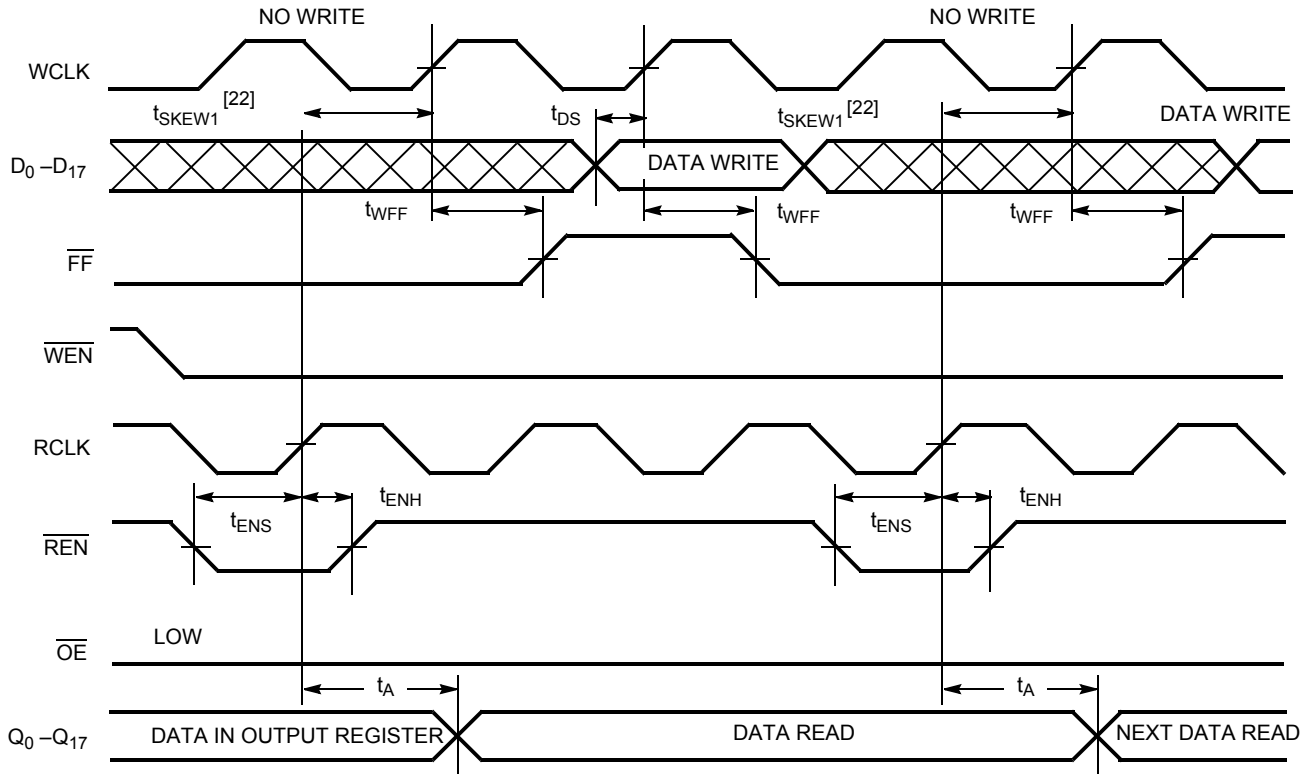 NO WRITE NO WRITE
WCLK
tSKEW1 [22] tDS tSKEW1 [22] DATA WRITE
D0 –D17 DATA WRITE
tWFF tWFF tWFF
FF
WEN
RCLK
tENS tENH tENS tENH
REN
LOW
OE
tA tA
Q0 –Q17 DATA IN OUTPUT REGISTER DATA READ NEXT DATA READ